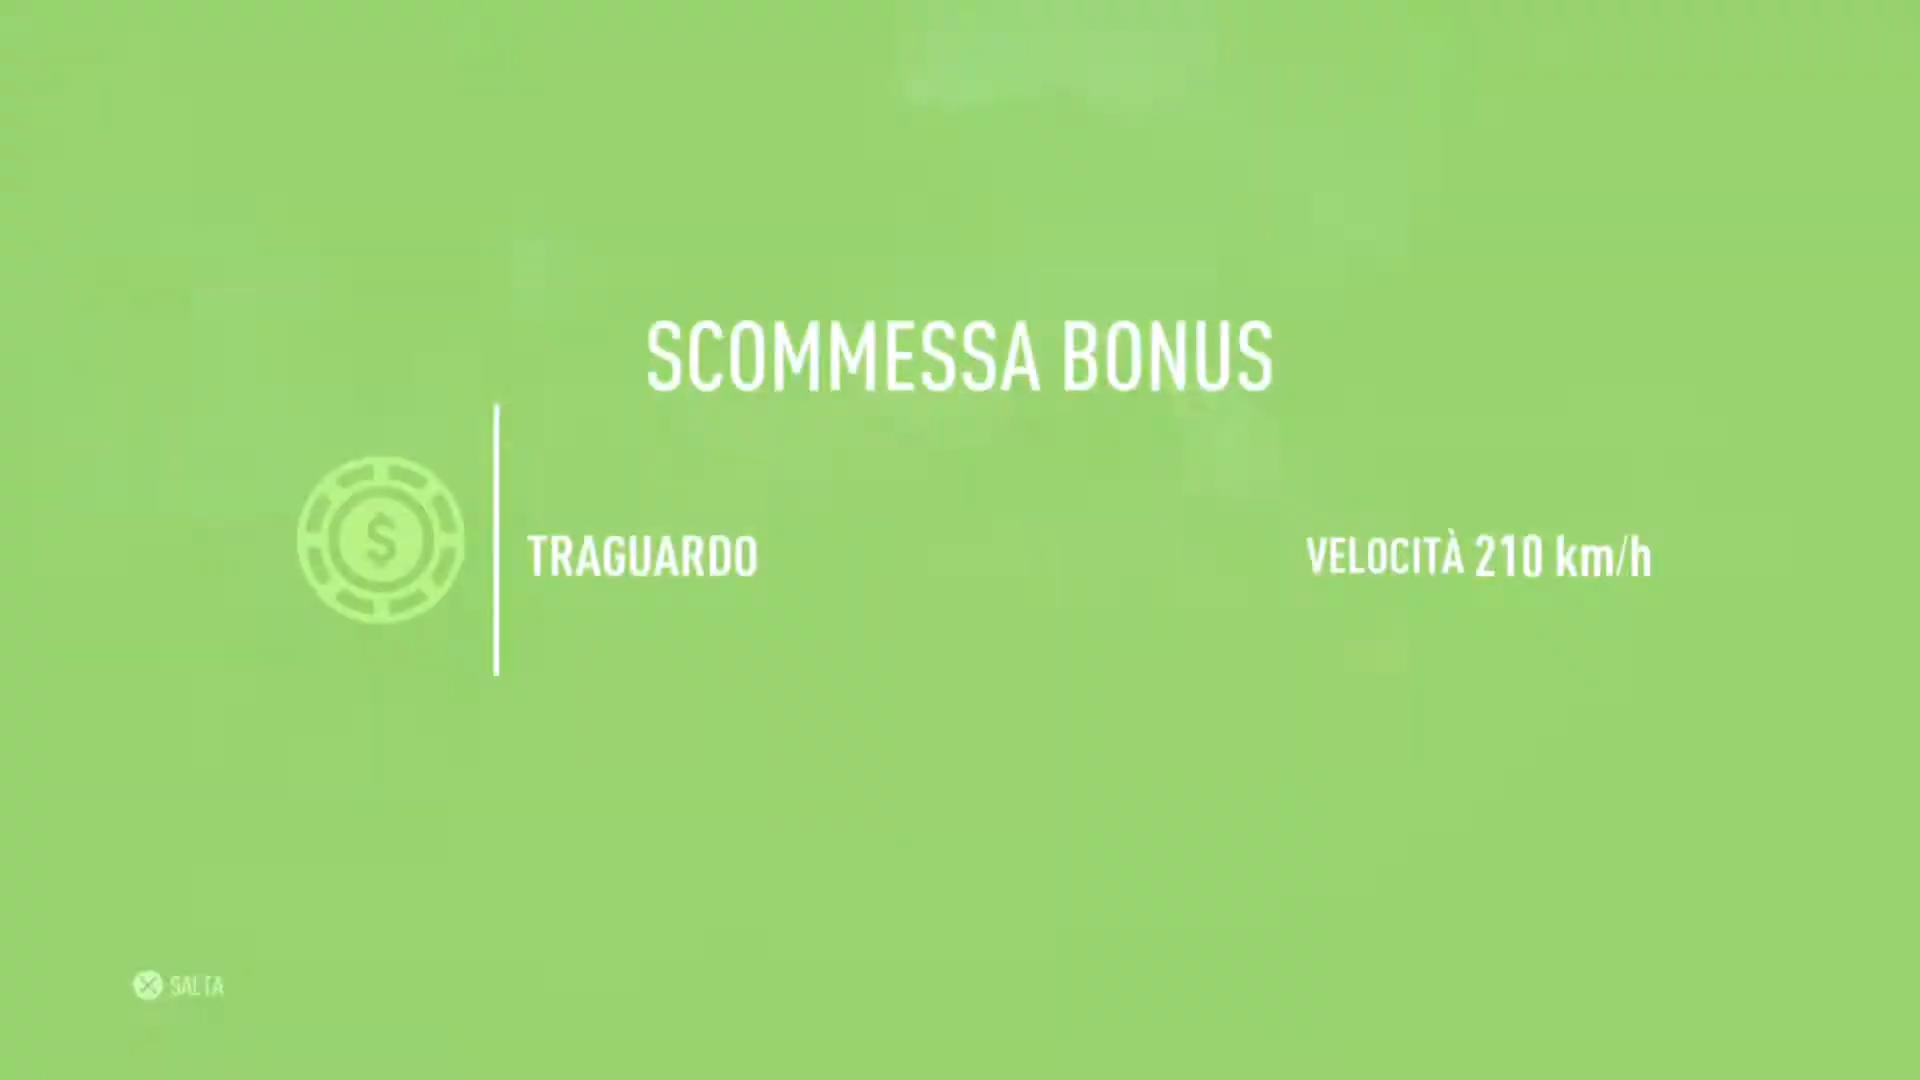 SCOMMESSA BONUS
$
TRAGUARDO
VELOCITÀ 210 km/h
SALTA